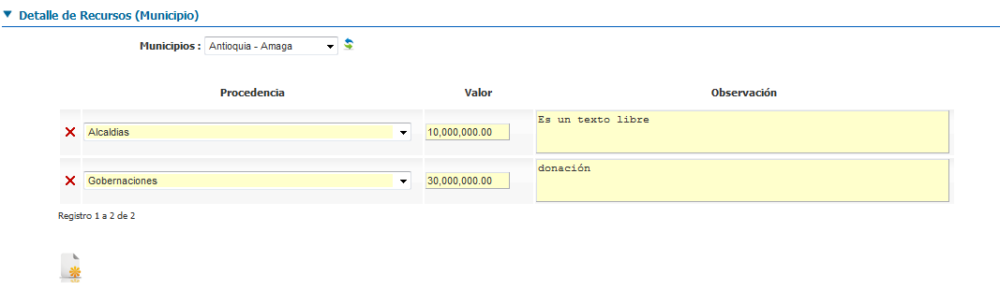 Detalle de Recursos (Municipio)
Municipios : Antioquia - Amaga
Procedencia Valor Observación
Alcaldias 10,000,000.00 Es un texto libre
Gobernaciones 30,000,000.00 donación
Registro 1 a 2 de 2